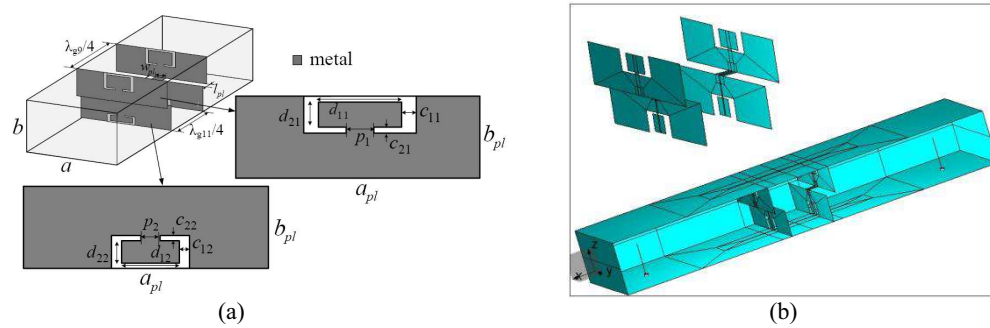 λg9/4
wpl
lpl
b
a
λg11/4
metal
d11
d21
c11
p1
c21
bpl
apl
p2
c22
d22
d12
c12
bpl
apl
z
x
y
(a)
(b)